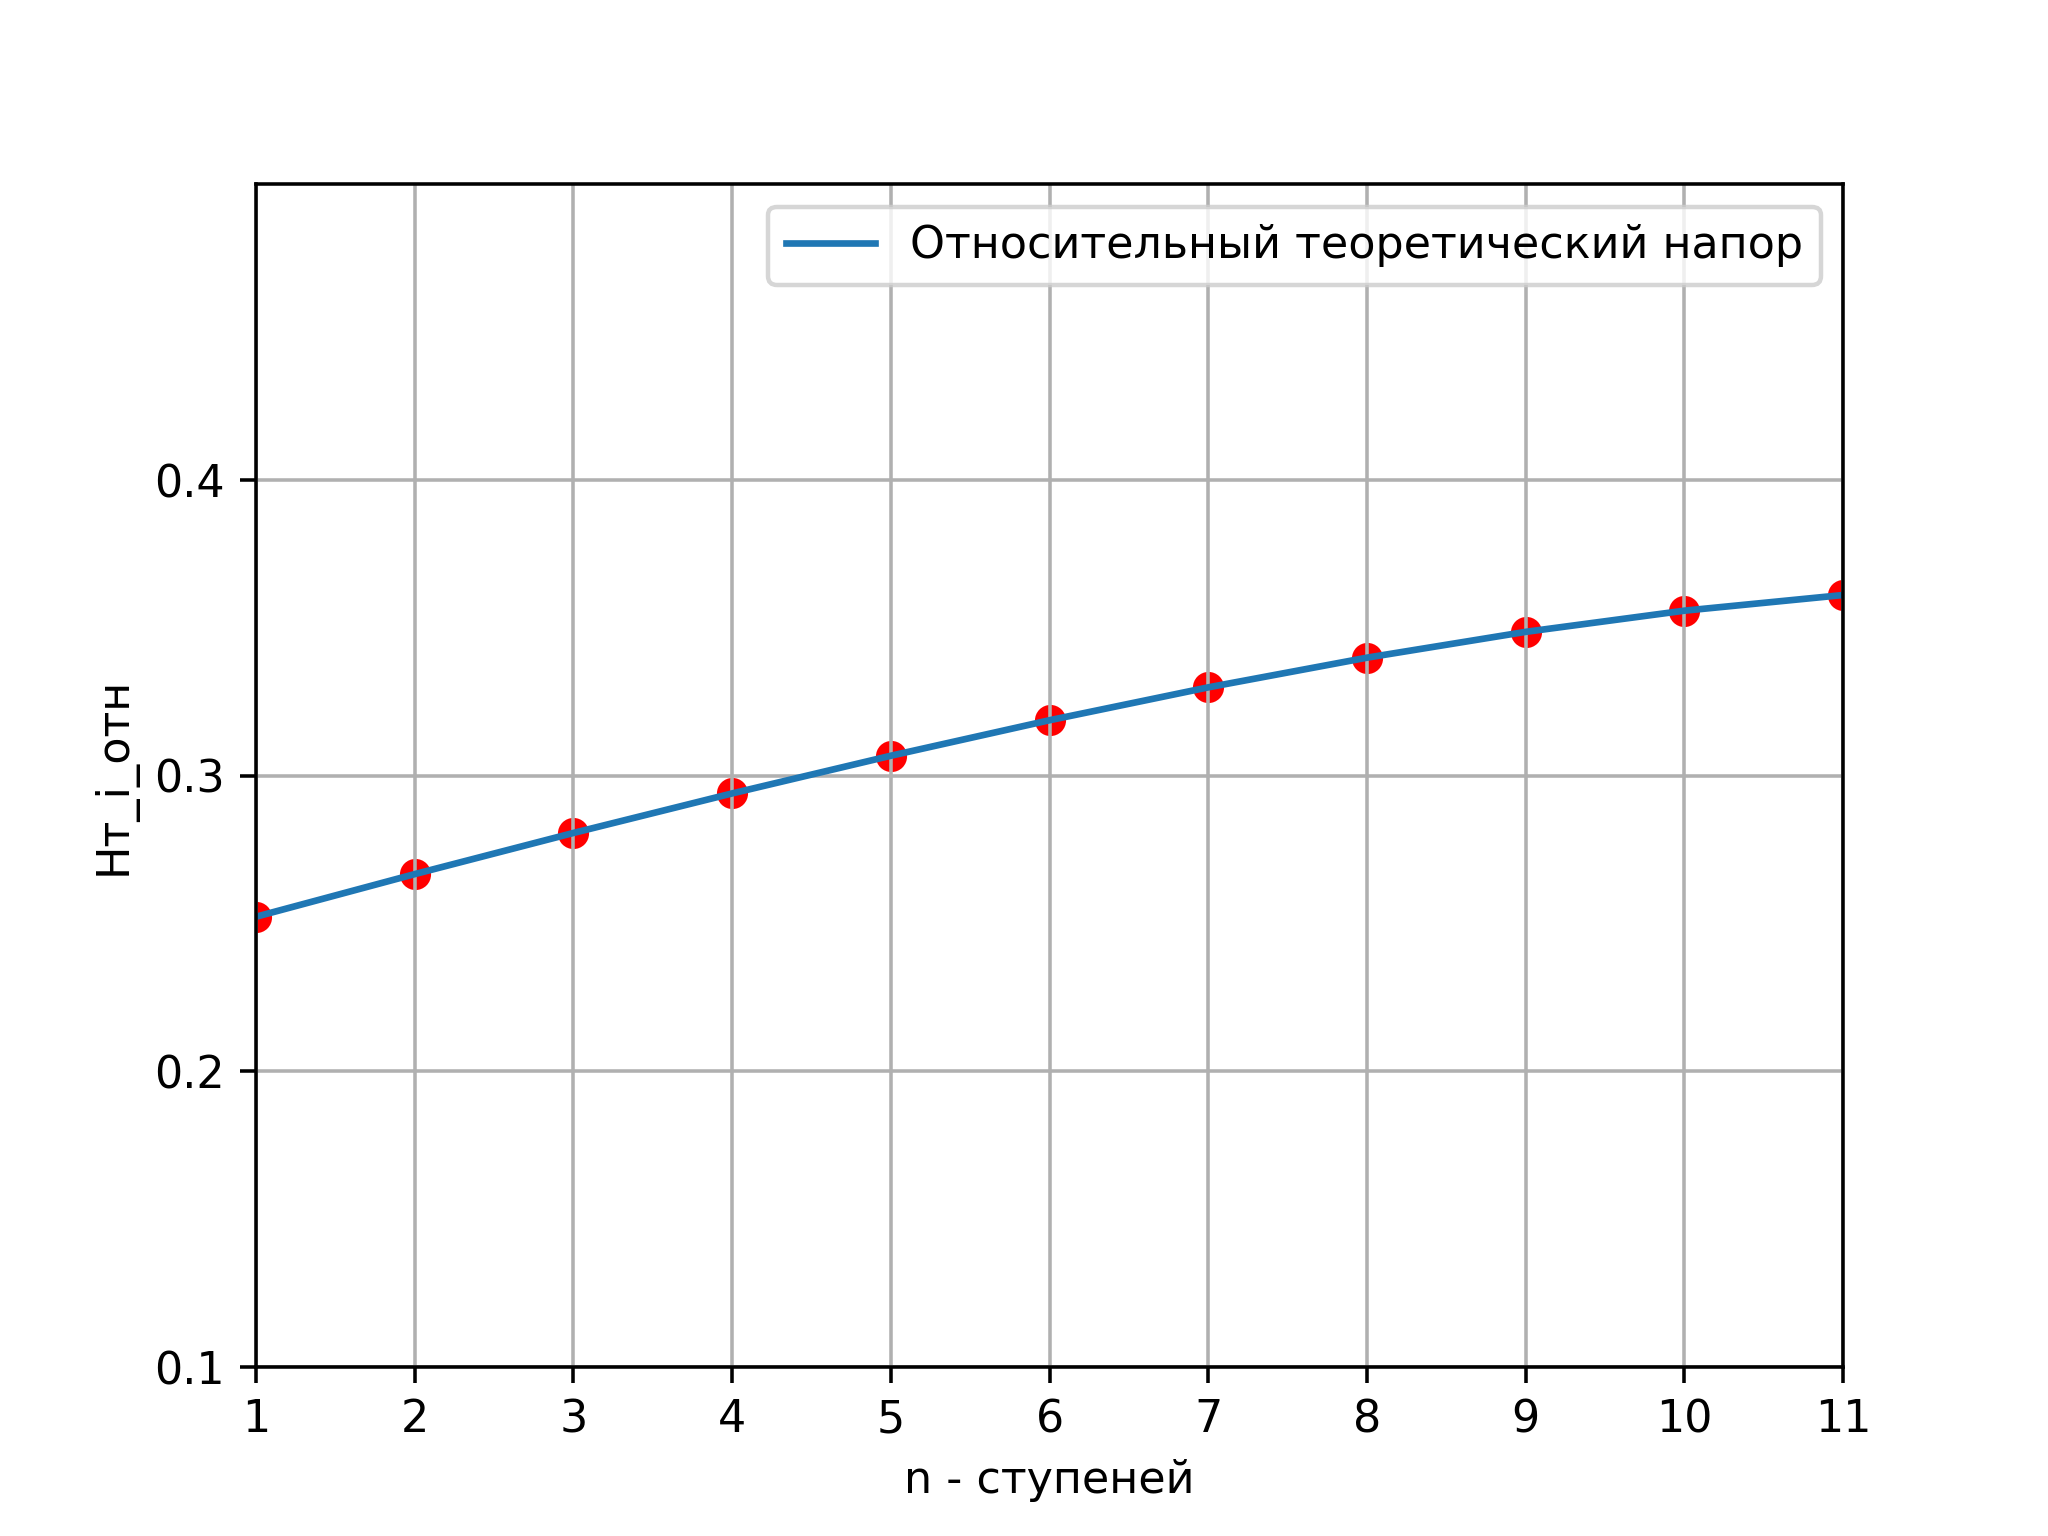 Относительный теоретический напор
0.4
0.3
0.2
0.1
Hт_i_отн
1 2 3 4 5 6 7 8 9 10 11
n - ступеней